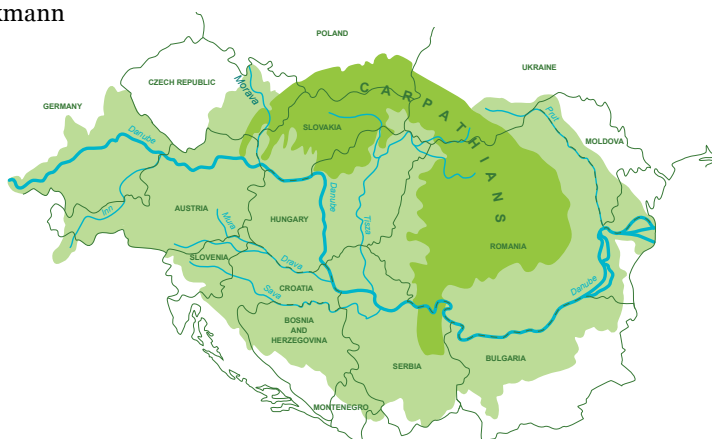 kmann
POLAND
UKRAINE
CZECH REPUBLIC
Morava
CARPATHIANS
GERMANY
Prut
Danube
SLOVAKIA
MOLDOVA
Inn
AUSTRIA
Mura
HUNGARY
Danube
Tisza
ROMANIA
SLOVENIA
Drava
Danube
Sava
CROATIA
BOSNIA
AND
HERZEGOVINA
SERBIA
BULGARIA
MONTENEGRO